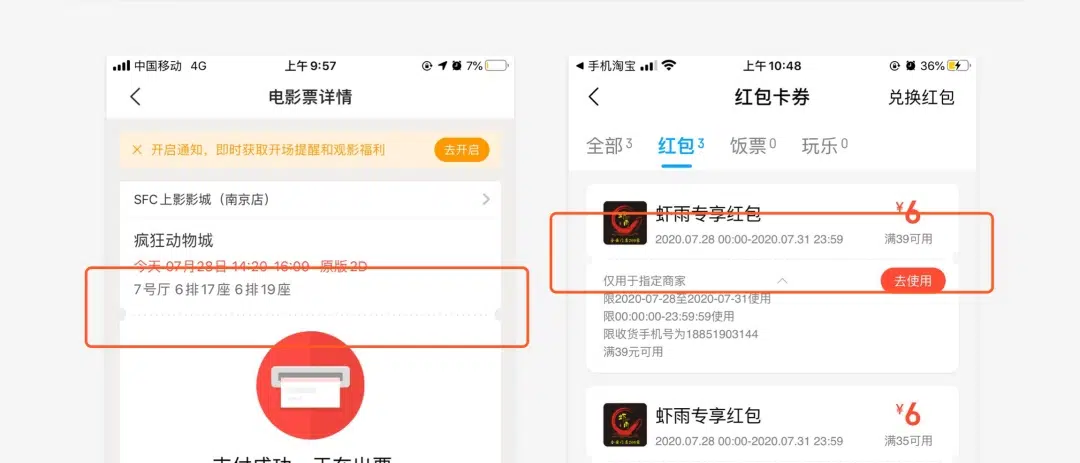 中国移动 4G 上午 9:57 7%
电影票详情
开启通知，即时获取开场提醒和观影福利 去开启
SFC上影影城（南京店）
疯狂动物城
今天 07月28日 14:20-16:09 原版2D
7号厅 6排17座 6排19座
支付成功，正在出票
手机淘宝 上午 10:48 36%
红包卡券 兑换红包
全部3 红包3 饭票0 玩乐0
虾雨专享红包 ¥6
2020.07.28 00:00-2020.07.31 23:59 满39可用
仅用于指定商家 去使用
限2020-07-28至2020-07-31使用
限00:00:00-23:59:59使用
限收货手机号为18851903144
满39元可用
虾雨专享红包 ¥6
2020.07.28 00:00-2020.07.31 23:59 满35可用